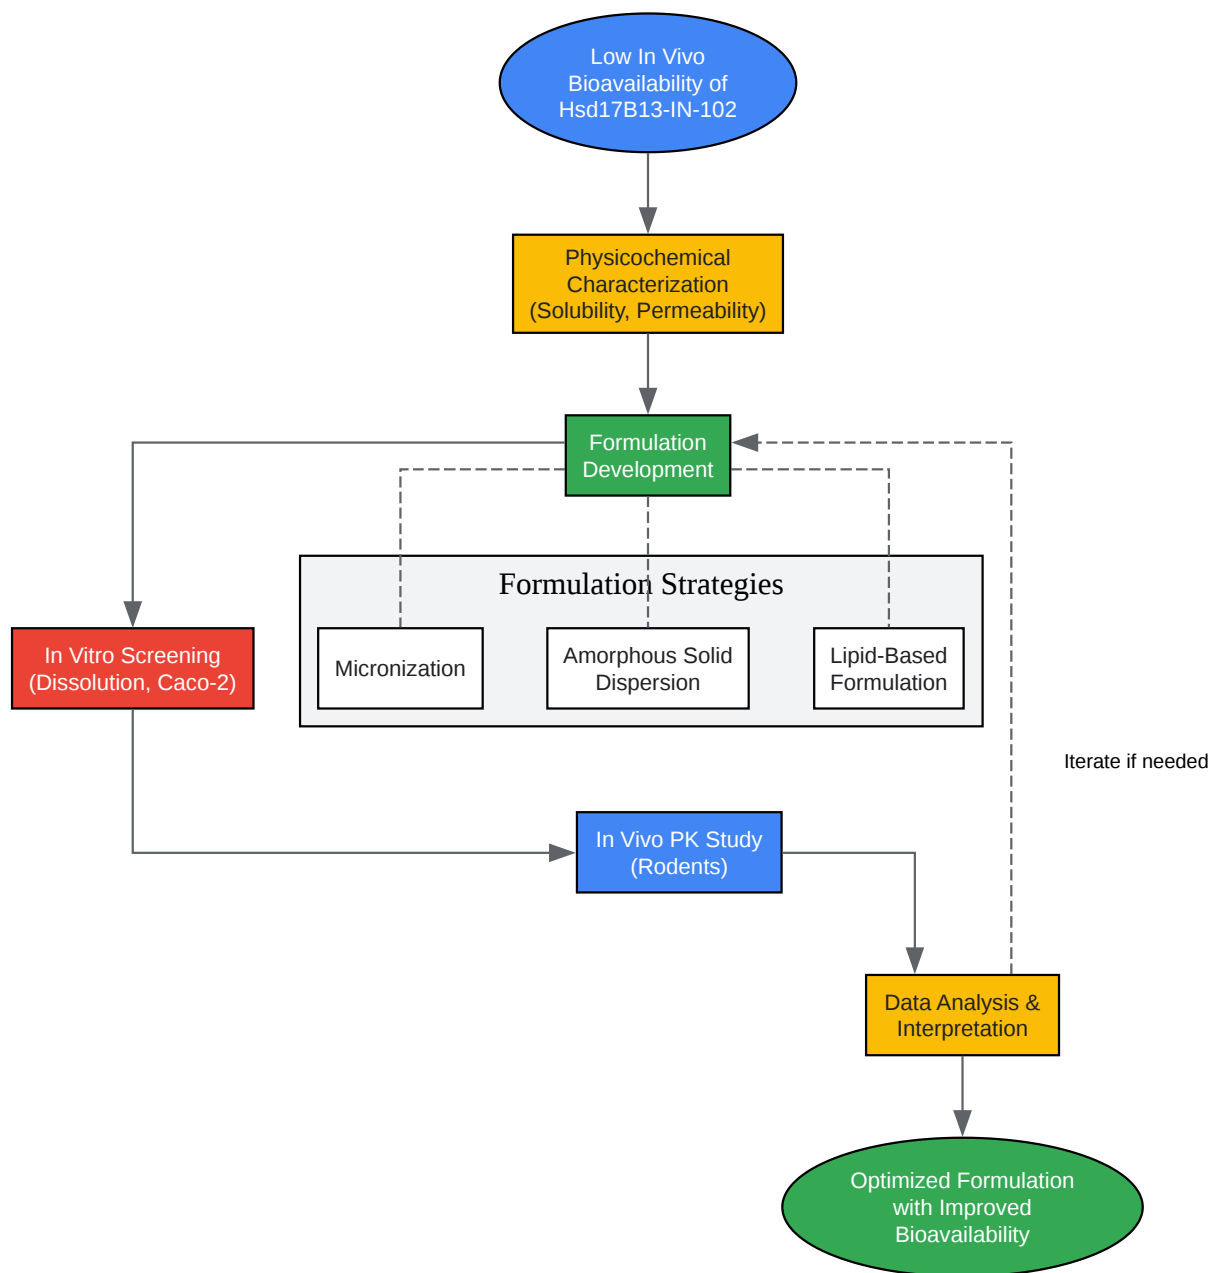 Low In Vivo
Bioavailability of
Hsd17B13-IN-102
Physicochemical
Characterization
(Solubility, Permeability)
Formulation
Development
Formulation Strategies
In Vitro Screening
(Dissolution, Caco-2)
Micronization
Amorphous Solid
Dispersion
Lipid-Based
Formulation
Iterate if needed
In Vivo PK Study
(Rodents)
Data Analysis &
Interpretation
Optimized Formulation
with Improved
Bioavailability